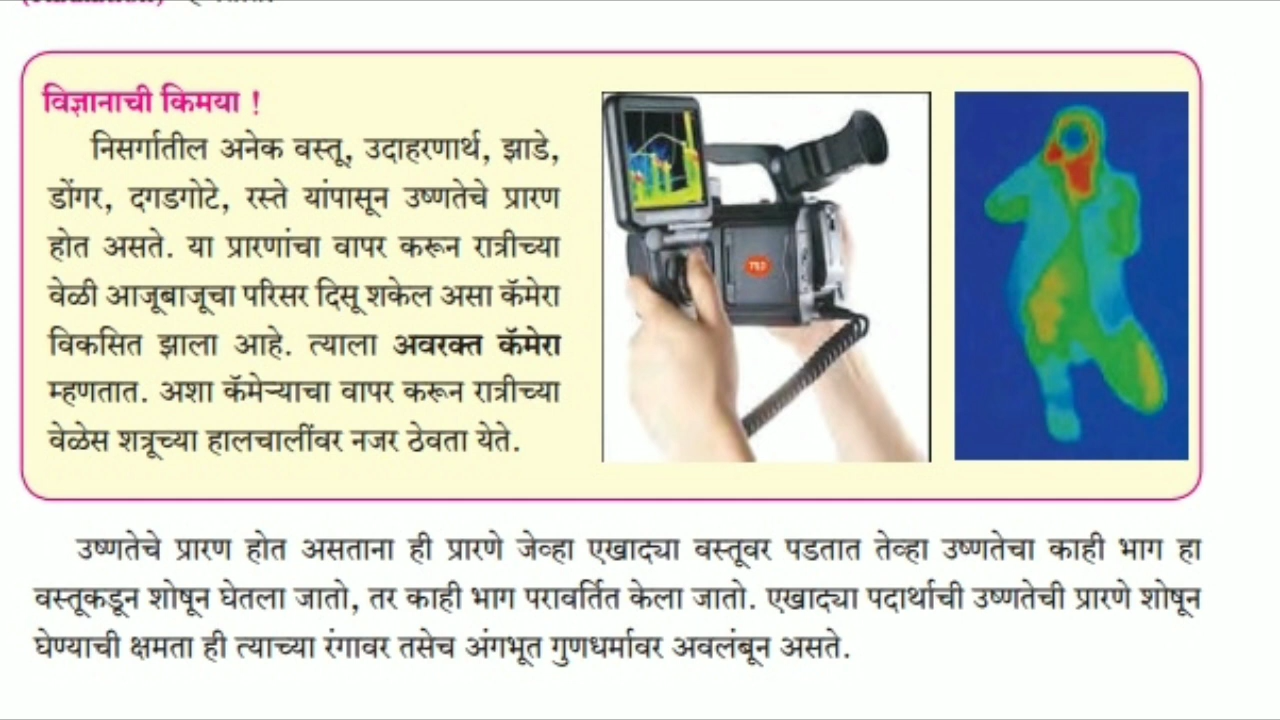 विज्ञानाची किमया !
निसर्गातील अनेक वस्तू, उदाहरणार्थ, झाडे,
डोंगर, दगडगोटे, रस्ते यांपासून उष्णतेचे प्रारण
होत असते. या प्रारणांचा वापर करून रात्रीच्या
वेळी आजूबाजूचा परिसर दिसू शकेल असा कॅमेरा
विकसित झाला आहे. त्याला अवरक्त कॅमेरा
म्हणतात. अशा कॅमेऱ्याचा वापर करून रात्रीच्या
वेळेस शत्रूच्या हालचालींवर नजर ठेवता येते.
उष्णतेचे प्रारण होत असताना ही प्रारणे जेव्हा एखाद्या वस्तूवर पडतात तेव्हा उष्णतेचा काही भाग हा
वस्तूकडून शोषून घेतला जातो, तर काही भाग परावर्तित केला जातो. एखाद्या पदार्थाची उष्णतेची प्रारणे शोषून
घेण्याची क्षमता ही त्याच्या रंगावर तसेच अंगभूत गुणधर्मावर अवलंबून असते.